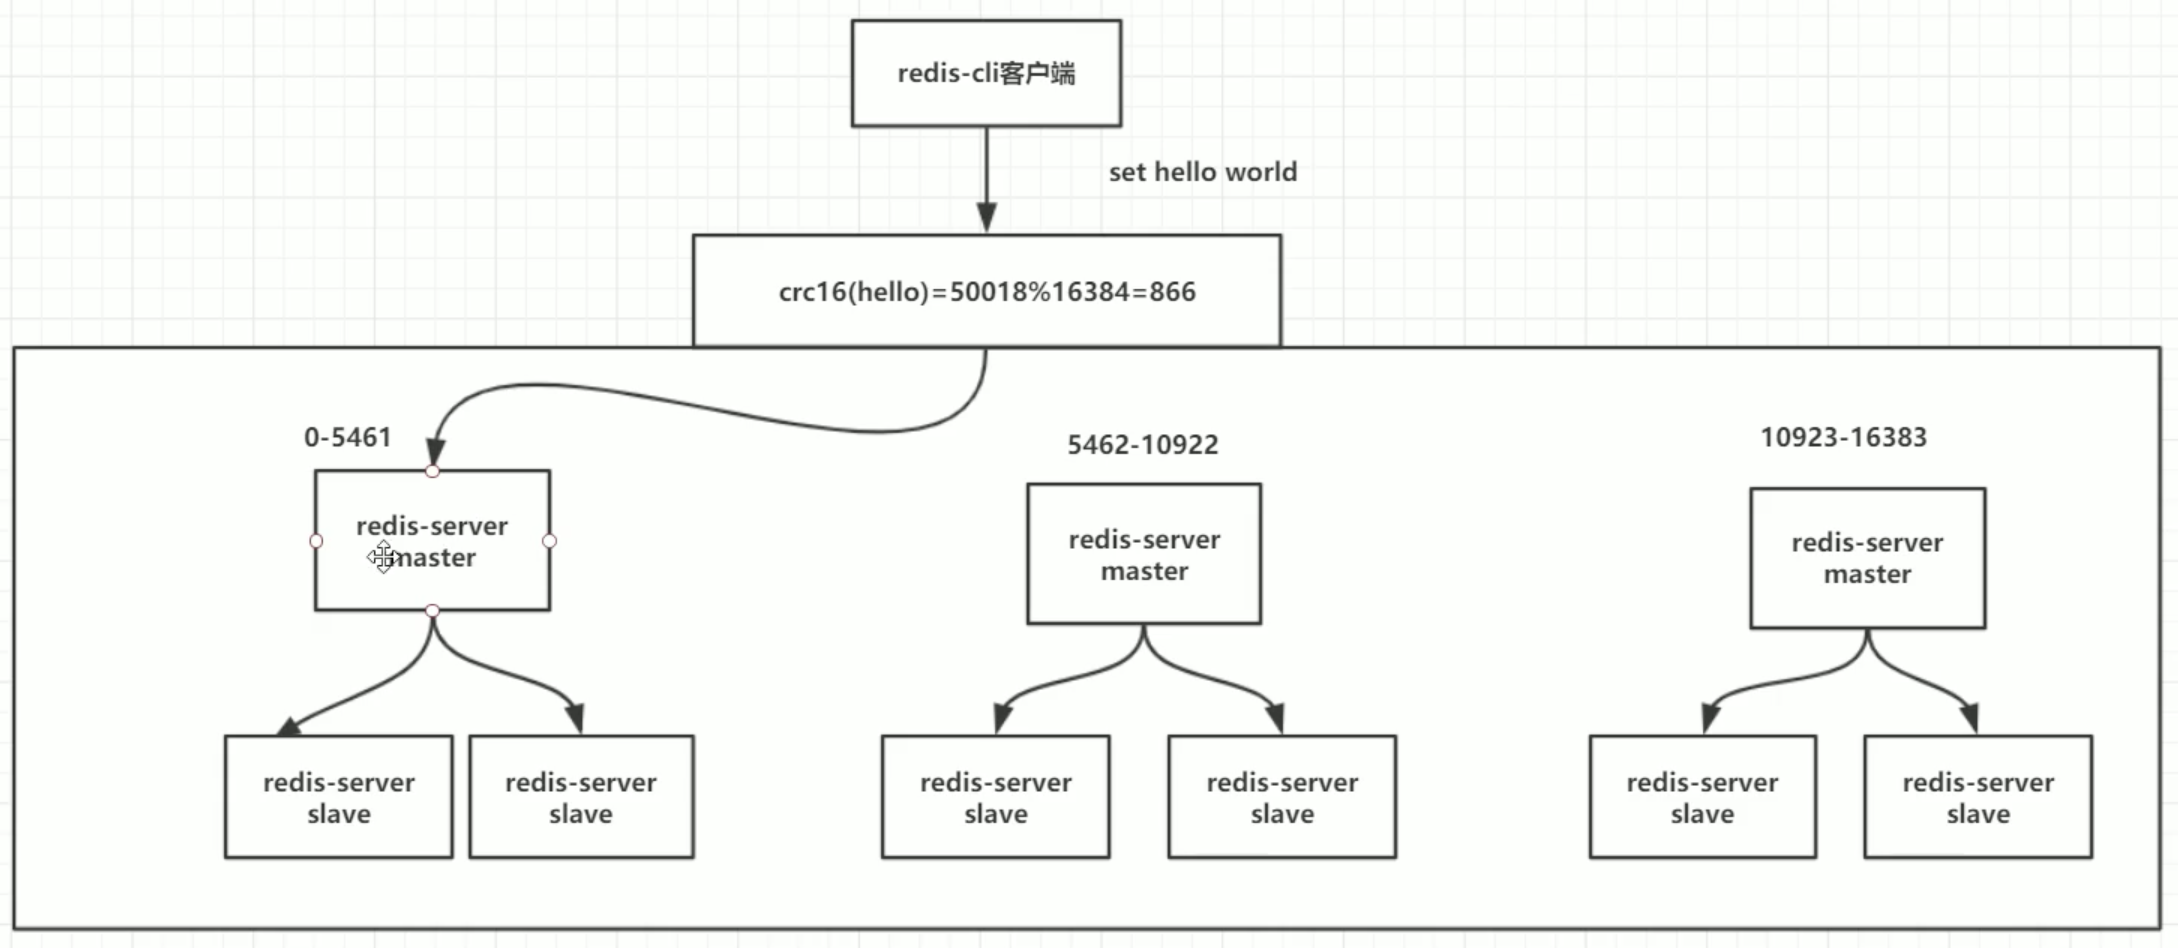 redis-cli客户端
set hello world
crc16(hello)=50018%16384=866
0-5461
5462-10922
10923-16383
redis-server
master
redis-server
master
redis-server
master
redis-server
slave
redis-server
slave
redis-server
slave
redis-server
slave
redis-server
slave
redis-server
slave